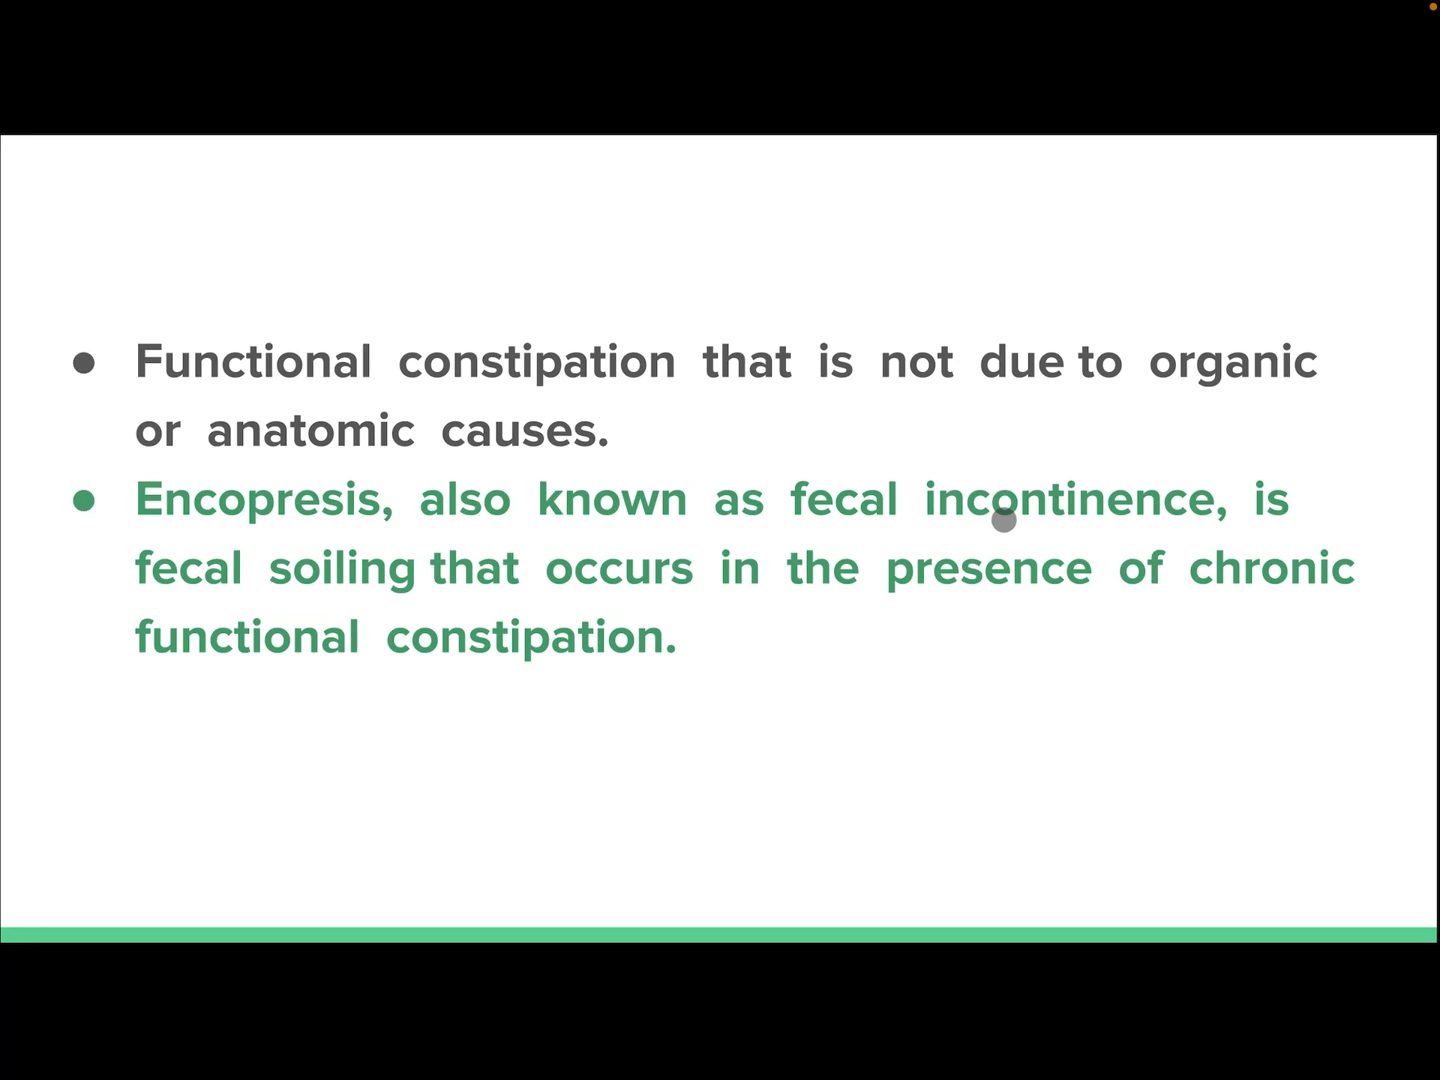 ● Functional constipation that is not due to organic
or anatomic causes.
● Encopresis, also known as fecal incontinence, is
fecal soiling that occurs in the presence of chronic
functional constipation.